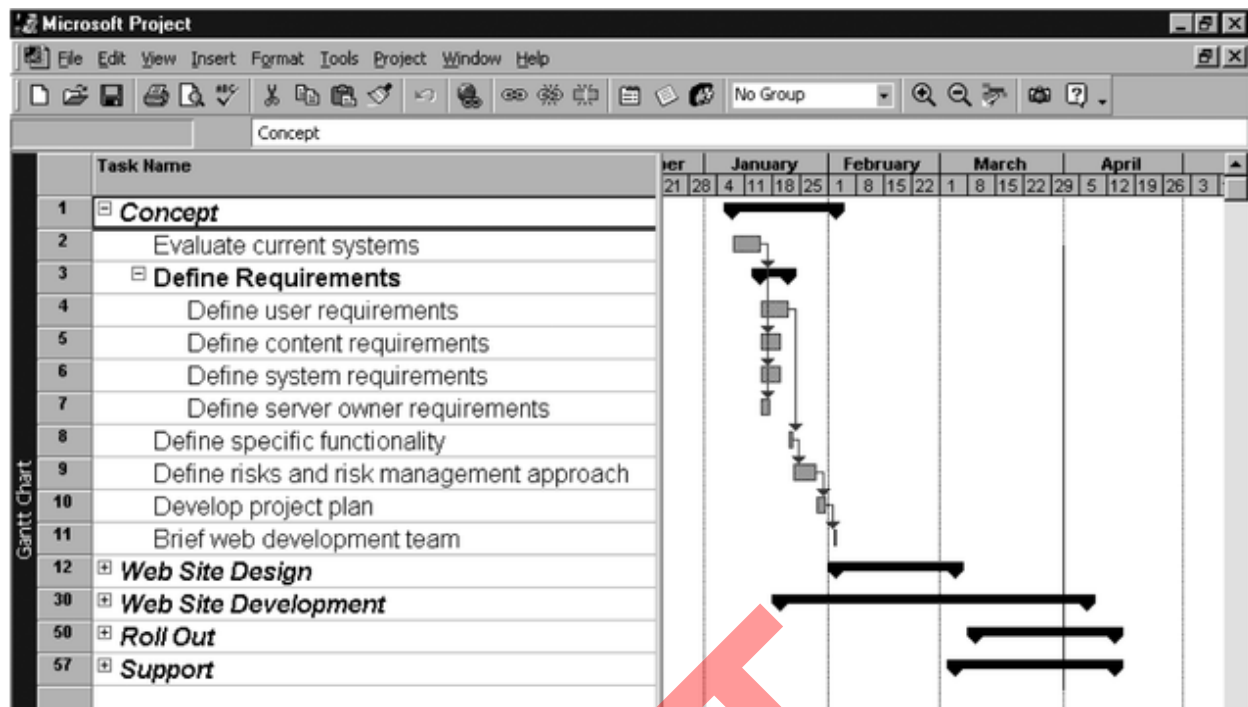 Microsoft Project
File Edit View Insert Format Tools Project Window Help
ABC No Group ?
Concept
Task Name ber January February March April
21 28 4 11 18 25 1 8 15 22 1 8 15 22 29 5 12 19 26 3
1 Concept
2 Evaluate current systems
3 Define Requirements
4 Define user requirements
5 Define content requirements
6 Define system requirements
7 Define server owner requirements
8 Define specific functionality
9 Define risks and risk management approach
10 Develop project plan
11 Brief web development team
12 Web Site Design
30 Web Site Development
50 Roll Out
57 Support
Gantt Chart